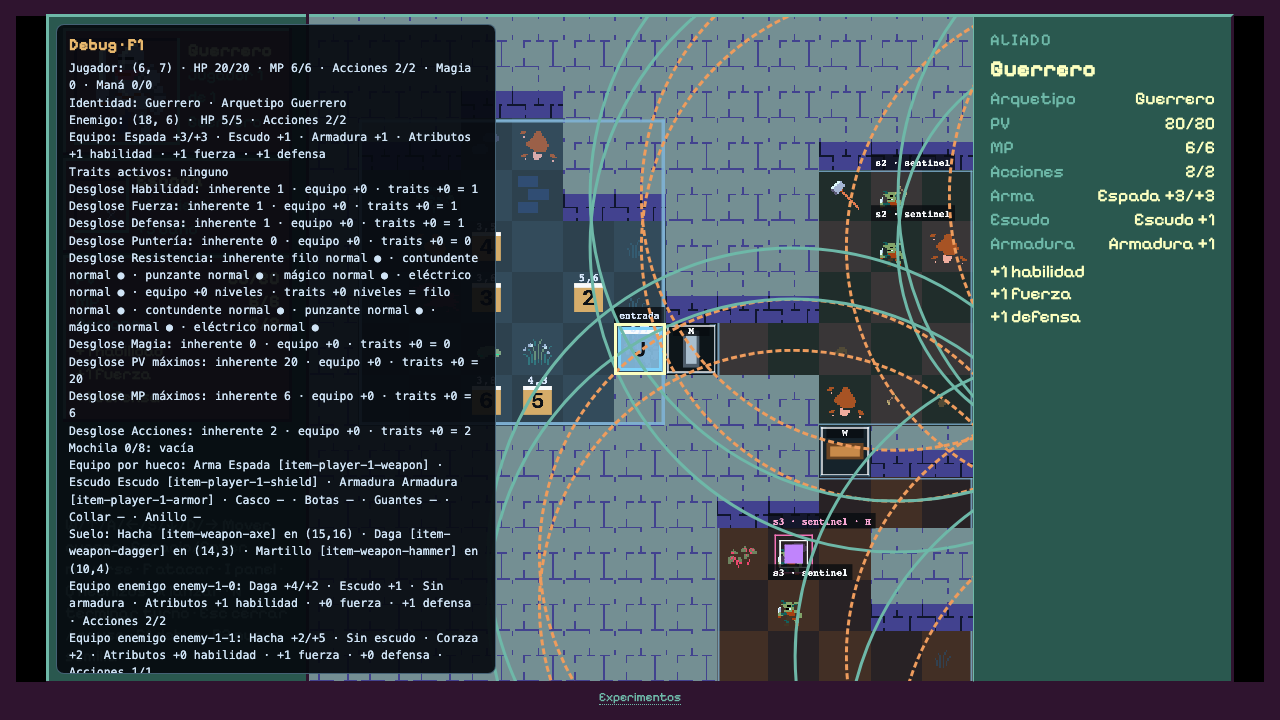 Debug·F1
Jugador: (6, 7) · HP 20/20 · MP 6/6 · Acciones 2/2 · Magia
0 · Maná 0/0
Identidad: Guerrero · Arquetipo Guerrero
Enemigo: (18, 6) · HP 5/5 · Acciones 2/2
Equipo: Espada +3/+3 · Escudo +1 · Armadura +1 · Atributos
+1 habilidad · +1 fuerza · +1 defensa
Traits activos: ninguno
Desglose Habilidad: inherente 1 · equipo +0 · traits +0 = 1
Desglose Fuerza: inherente 1 · equipo +0 · traits +0 = 1
Desglose Defensa: inherente 1 · equipo +0 · traits +0 = 1
Desglose Puntería: inherente 0 · equipo +0 · traits +0 = 0
Desglose Resistencia: inherente filo normal ● · contundente
normal ● · punzante normal ● · mágico normal ● · eléctrico
normal ● · equipo +0 niveles · traits +0 niveles = filo
normal ● · contundente normal ● · punzante normal ● ·
mágico normal ● · eléctrico normal ●
Desglose Magia: inherente 0 · equipo +0 · traits +0 = 0
Desglose PV máximos: inherente 20 · equipo +0 · traits +0 =
20
Desglose MP máximos: inherente 6 · equipo +0 · traits +0 =
6
Desglose Acciones: inherente 2 · equipo +0 · traits +0 = 2
Mochila 0/8: vacía
Equipo por hueco: Arma Espada [item-player-1-weapon] ·
Escudo Escudo [item-player-1-shield] · Armadura Armadura
[item-player-1-armor] · Casco — · Botas — · Guantes — ·
Collar — · Anillo —
Suelo: Hacha [item-weapon-axe] en (15,16) · Daga [item-
weapon-dagger] en (14,3) · Martillo [item-weapon-hammer] en
(10,4)
Equipo enemigo enemy-1-0: Daga +4/+2 · Escudo +1 · Sin
armadura · Atributos +1 habilidad · +0 fuerza · +1 defensa
· Acciones 2/2
Equipo enemigo enemy-1-1: Hacha +2/+5 · Sin escudo · Coraza
+2 · Atributos +0 habilidad · +1 fuerza · +0 defensa ·
Acciones 1/1
5,6
2
3
entrada
J
M
4,3
5
6
s2 · sentinel
s2 · sentinel
W
s3 · sentinel · H
s3 · sentinel
ALIADO
Guerrero
Arquetipo Guerrero
PV 20/20
MP 6/6
Acciones 2/2
Arma Espada +3/+3
Escudo Escudo +1
Armadura Armadura +1
+1 habilidad
+1 fuerza
+1 defensa
Experimentos